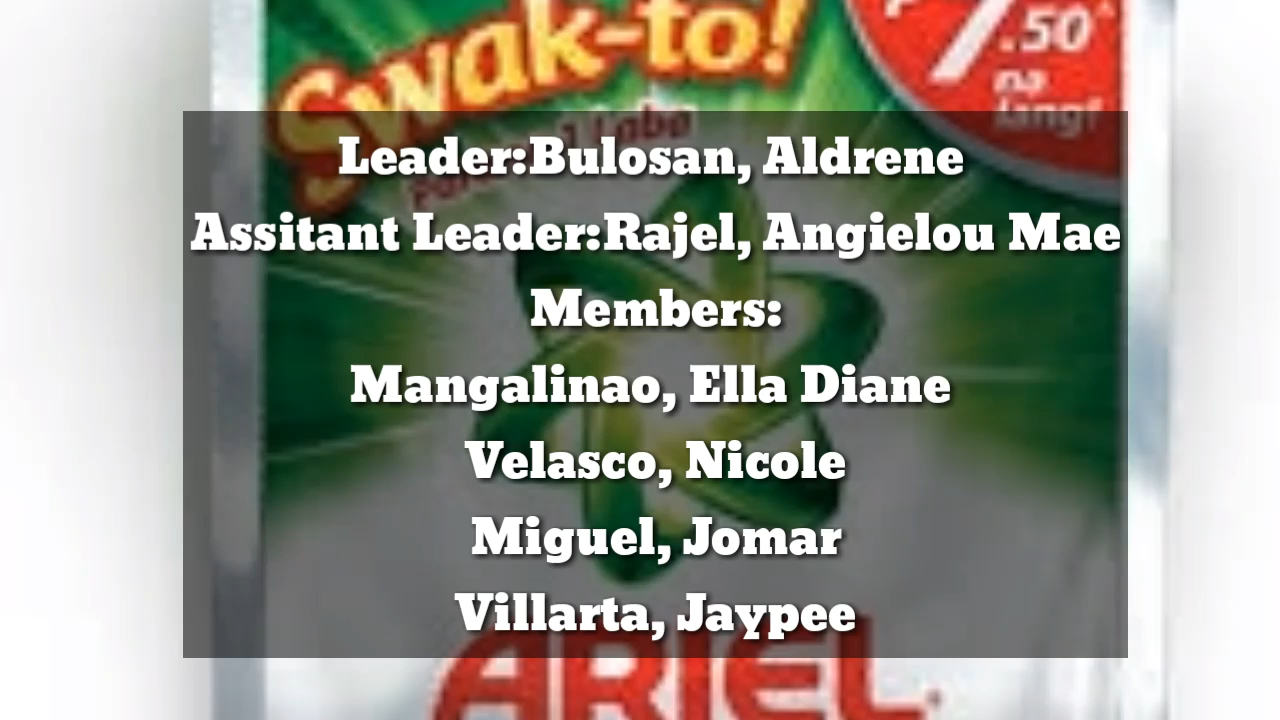 Swak-to!
7.50
na
lang!
Leader:Bulosan, Aldrene
Assitant Leader:Rajel, Angielou Mae
Members:
Mangalinao, Ella Diane
Velasco, Nicole
Miguel, Jomar
Villarta, Jaypee
ARIEL